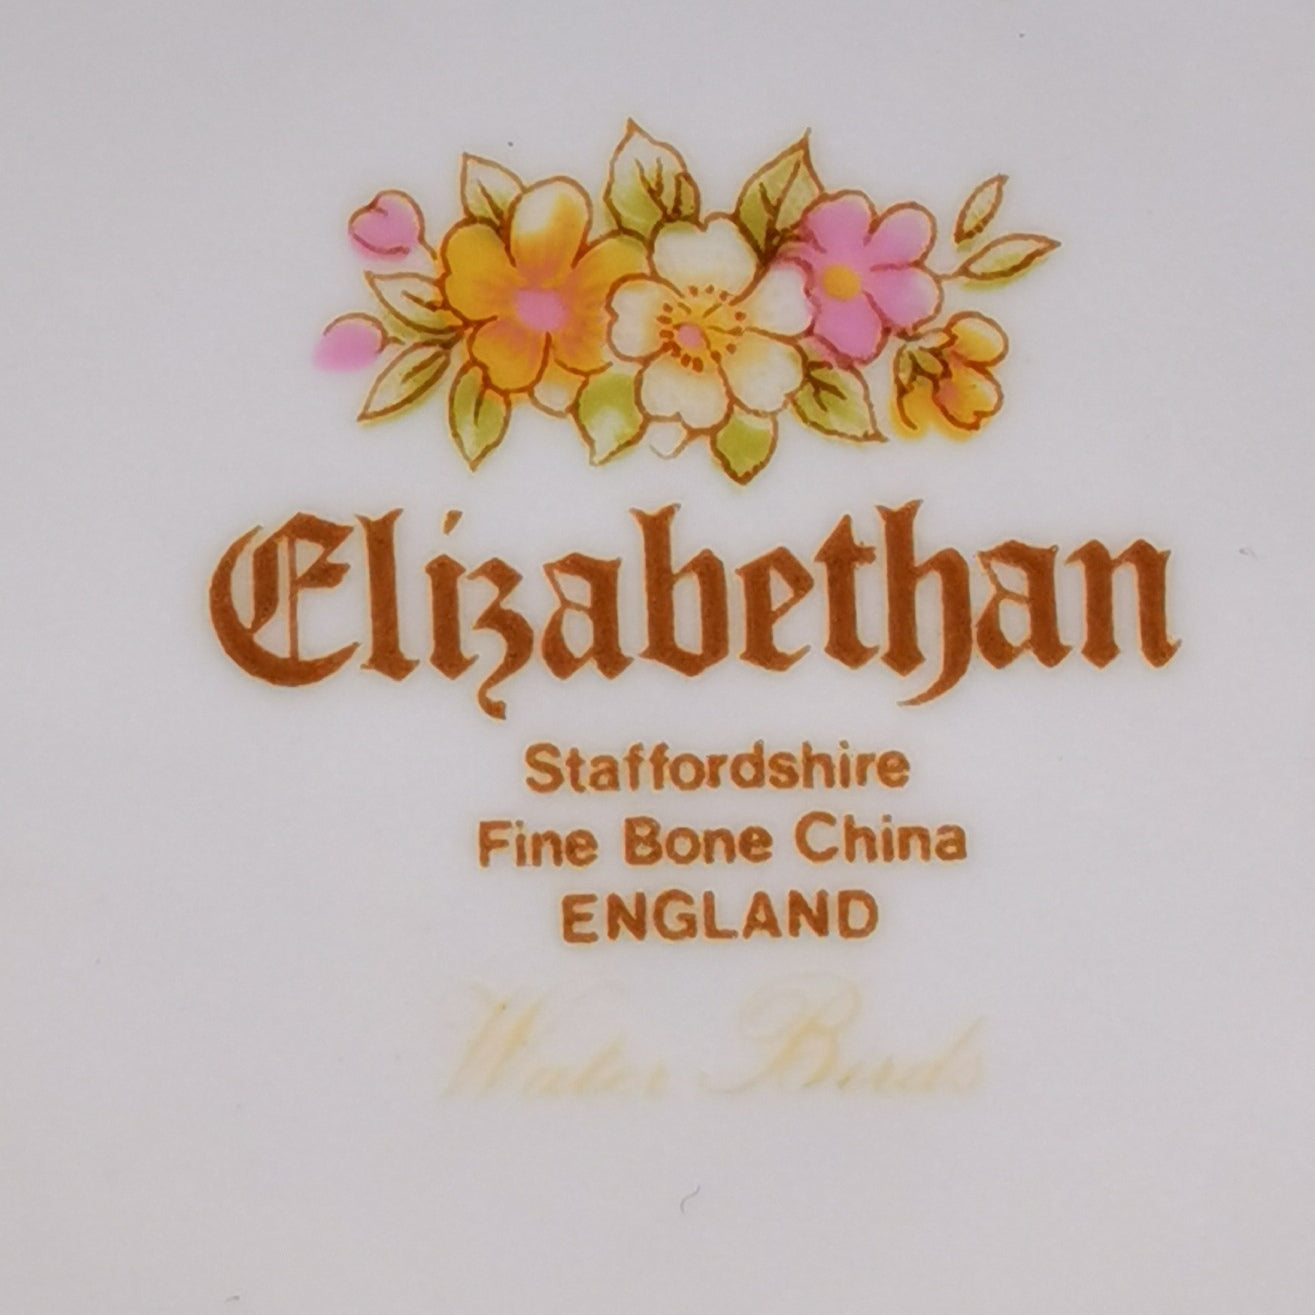 Elizabethan
Staffordshire
Fine Bone China
ENGLAND
Water Birds